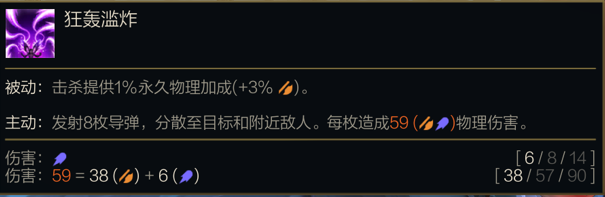 狂轰滥炸
被动：击杀提供1%永久物理加成(+3% )。
主动：发射8枚导弹，分散至目标和附近敌人。每枚造成59 ()物理伤害。
伤害： [ 6 / 8 / 14 ]
伤害：59 = 38 () + 6 () [ 38 / 57 / 90 ]